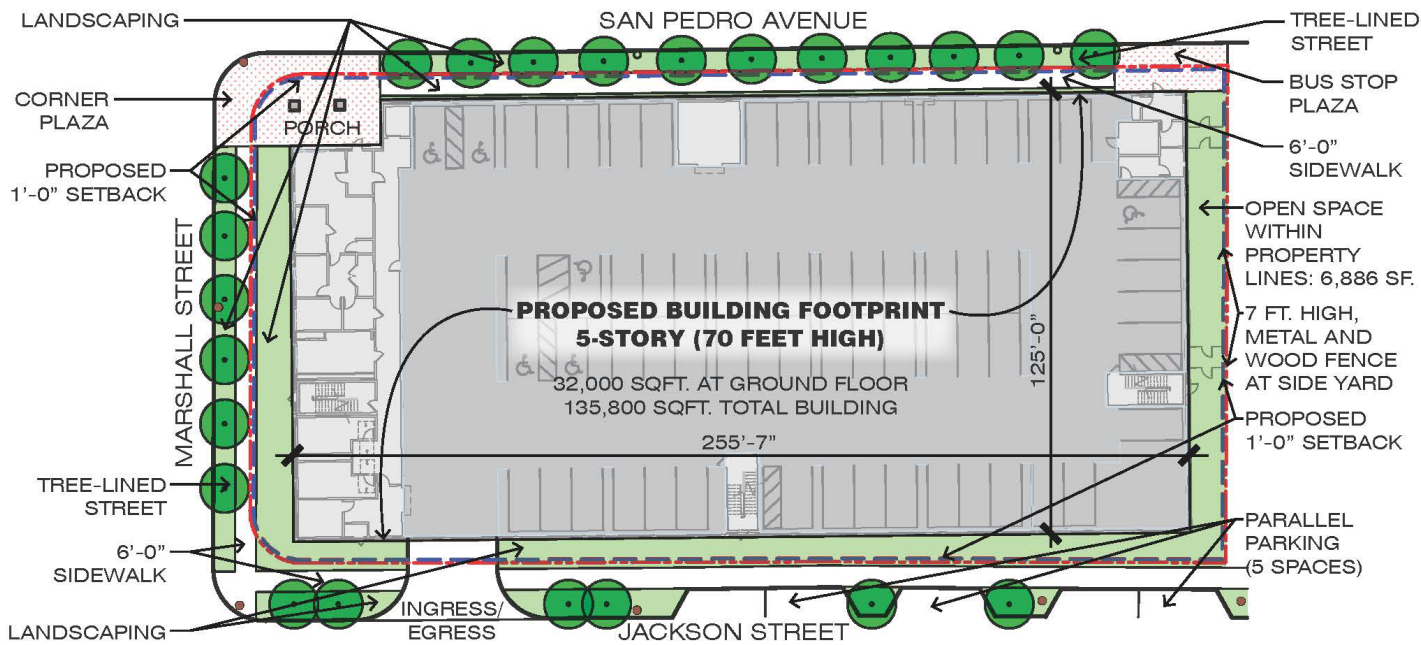 SAN PEDRO AVENUE
LANDSCAPING
CORNER
PLAZA
PORCH
PROPOSED
1'-0" SETBACK
MARSHALL STREET
TREE-LINED
STREET
6'-0"
SIDEWALK
LANDSCAPING
INGRESS/
EGRESS
JACKSON STREET
PROPOSED BUILDING FOOTPRINT
5-STORY (70 FEET HIGH)
32,000 SQFT. AT GROUND FLOOR
135,800 SQFT. TOTAL BUILDING
255'-7"
125'-0"
TREE-LINED
STREET
BUS STOP
PLAZA
6'-0"
SIDEWALK
OPEN SPACE
WITHIN
PROPERTY
LINES: 6,886 SF.
7 FT. HIGH,
METAL AND
WOOD FENCE
AT SIDE YARD
PROPOSED
1'-0" SETBACK
PARALLEL
PARKING
(5 SPACES)